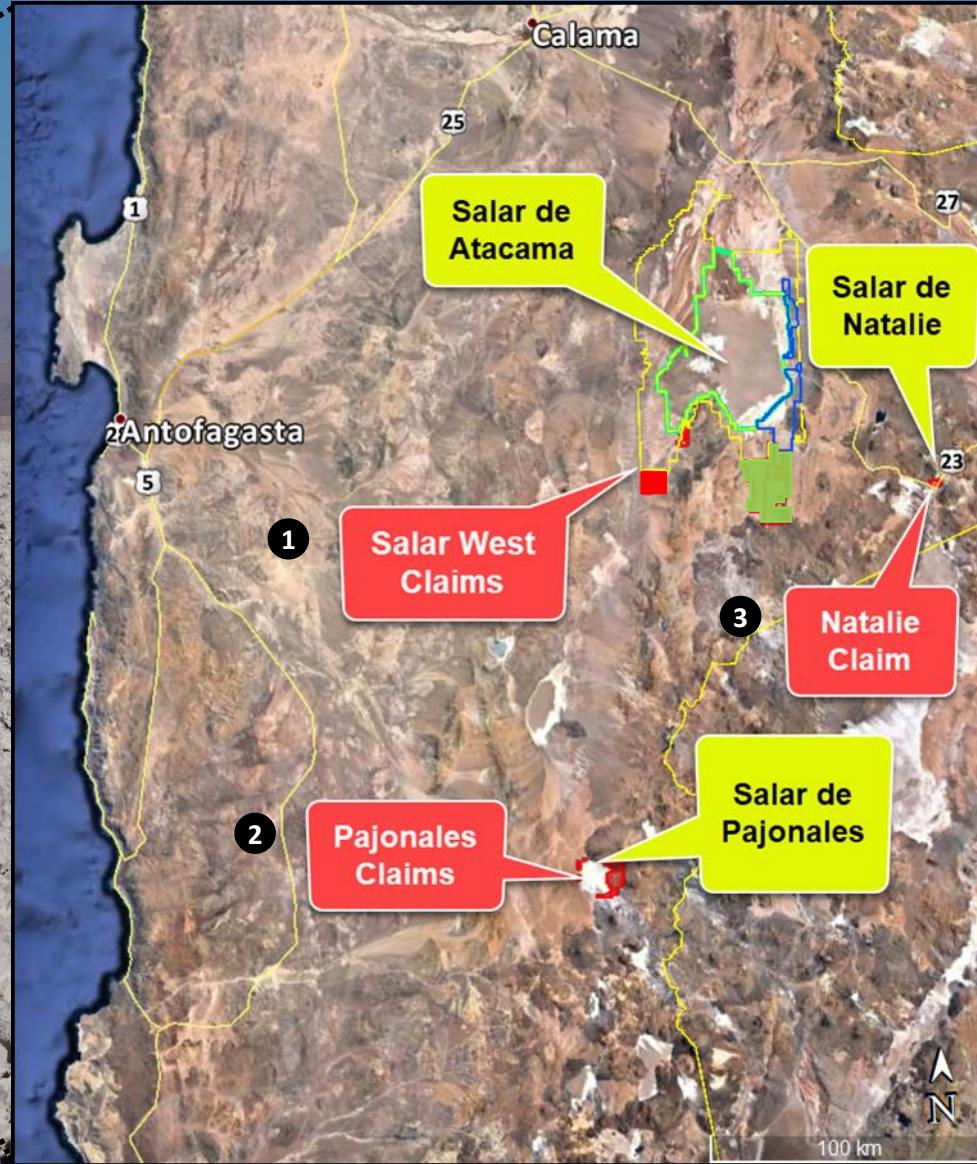 Calama
25
1
Salar de
Atacama
27
Salar de
Natalie
Antofagasta
23
5
1
Salar West
Claims
3
Natalie
Claim
Salar de
Pajonales
2
Pajonales
Claims
N
100 km